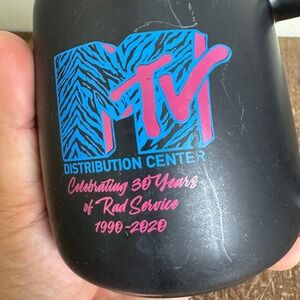 MTV
DISTRIBUTION CENTER
Celebrating 30 Years
of Rad Service
1990-2020